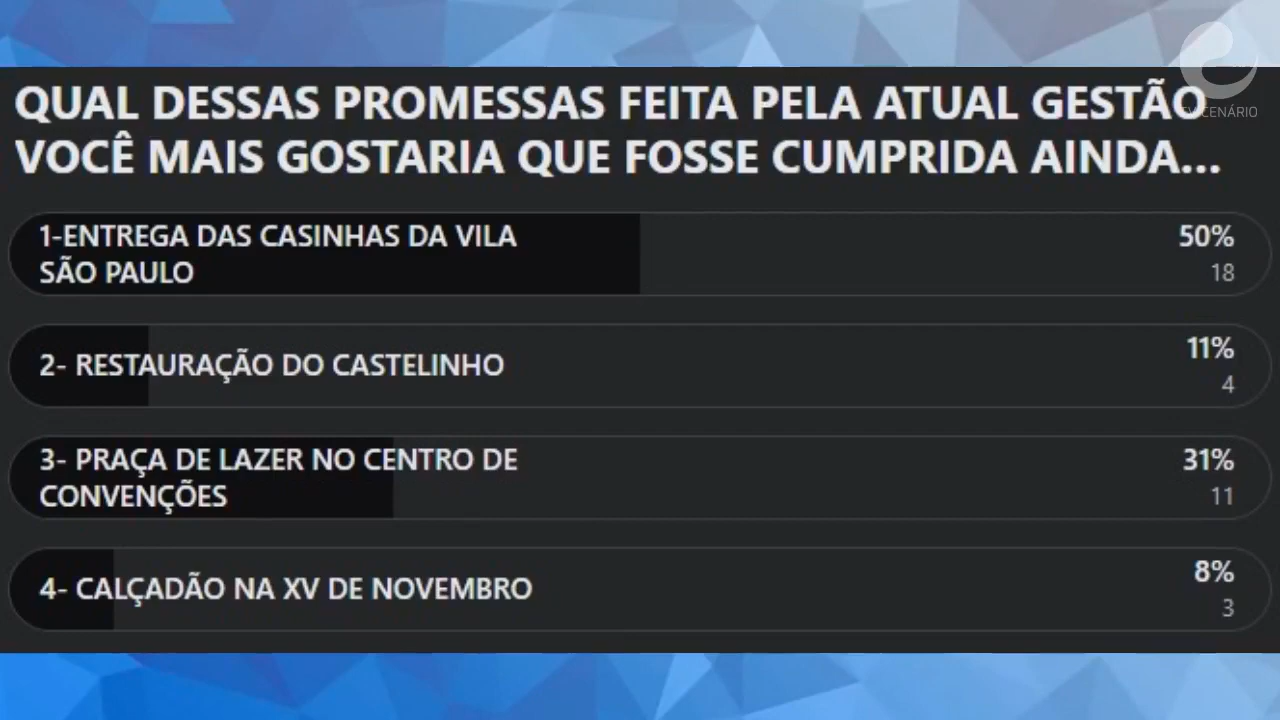 QUAL DESSAS PROMESSAS FEITA PELA ATUAL GESTÃO
VOCÊ MAIS GOSTARIA QUE FOSSE CUMPRIDA AINDA...
TV CENÁRIO
1-ENTREGA DAS CASINHAS DA VILA
SÃO PAULO
50%
18
2- RESTAURAÇÃO DO CASTELINHO
11%
4
3- PRAÇA DE LAZER NO CENTRO DE
CONVENÇÕES
31%
11
4- CALÇADÃO NA XV DE NOVEMBRO
8%
3